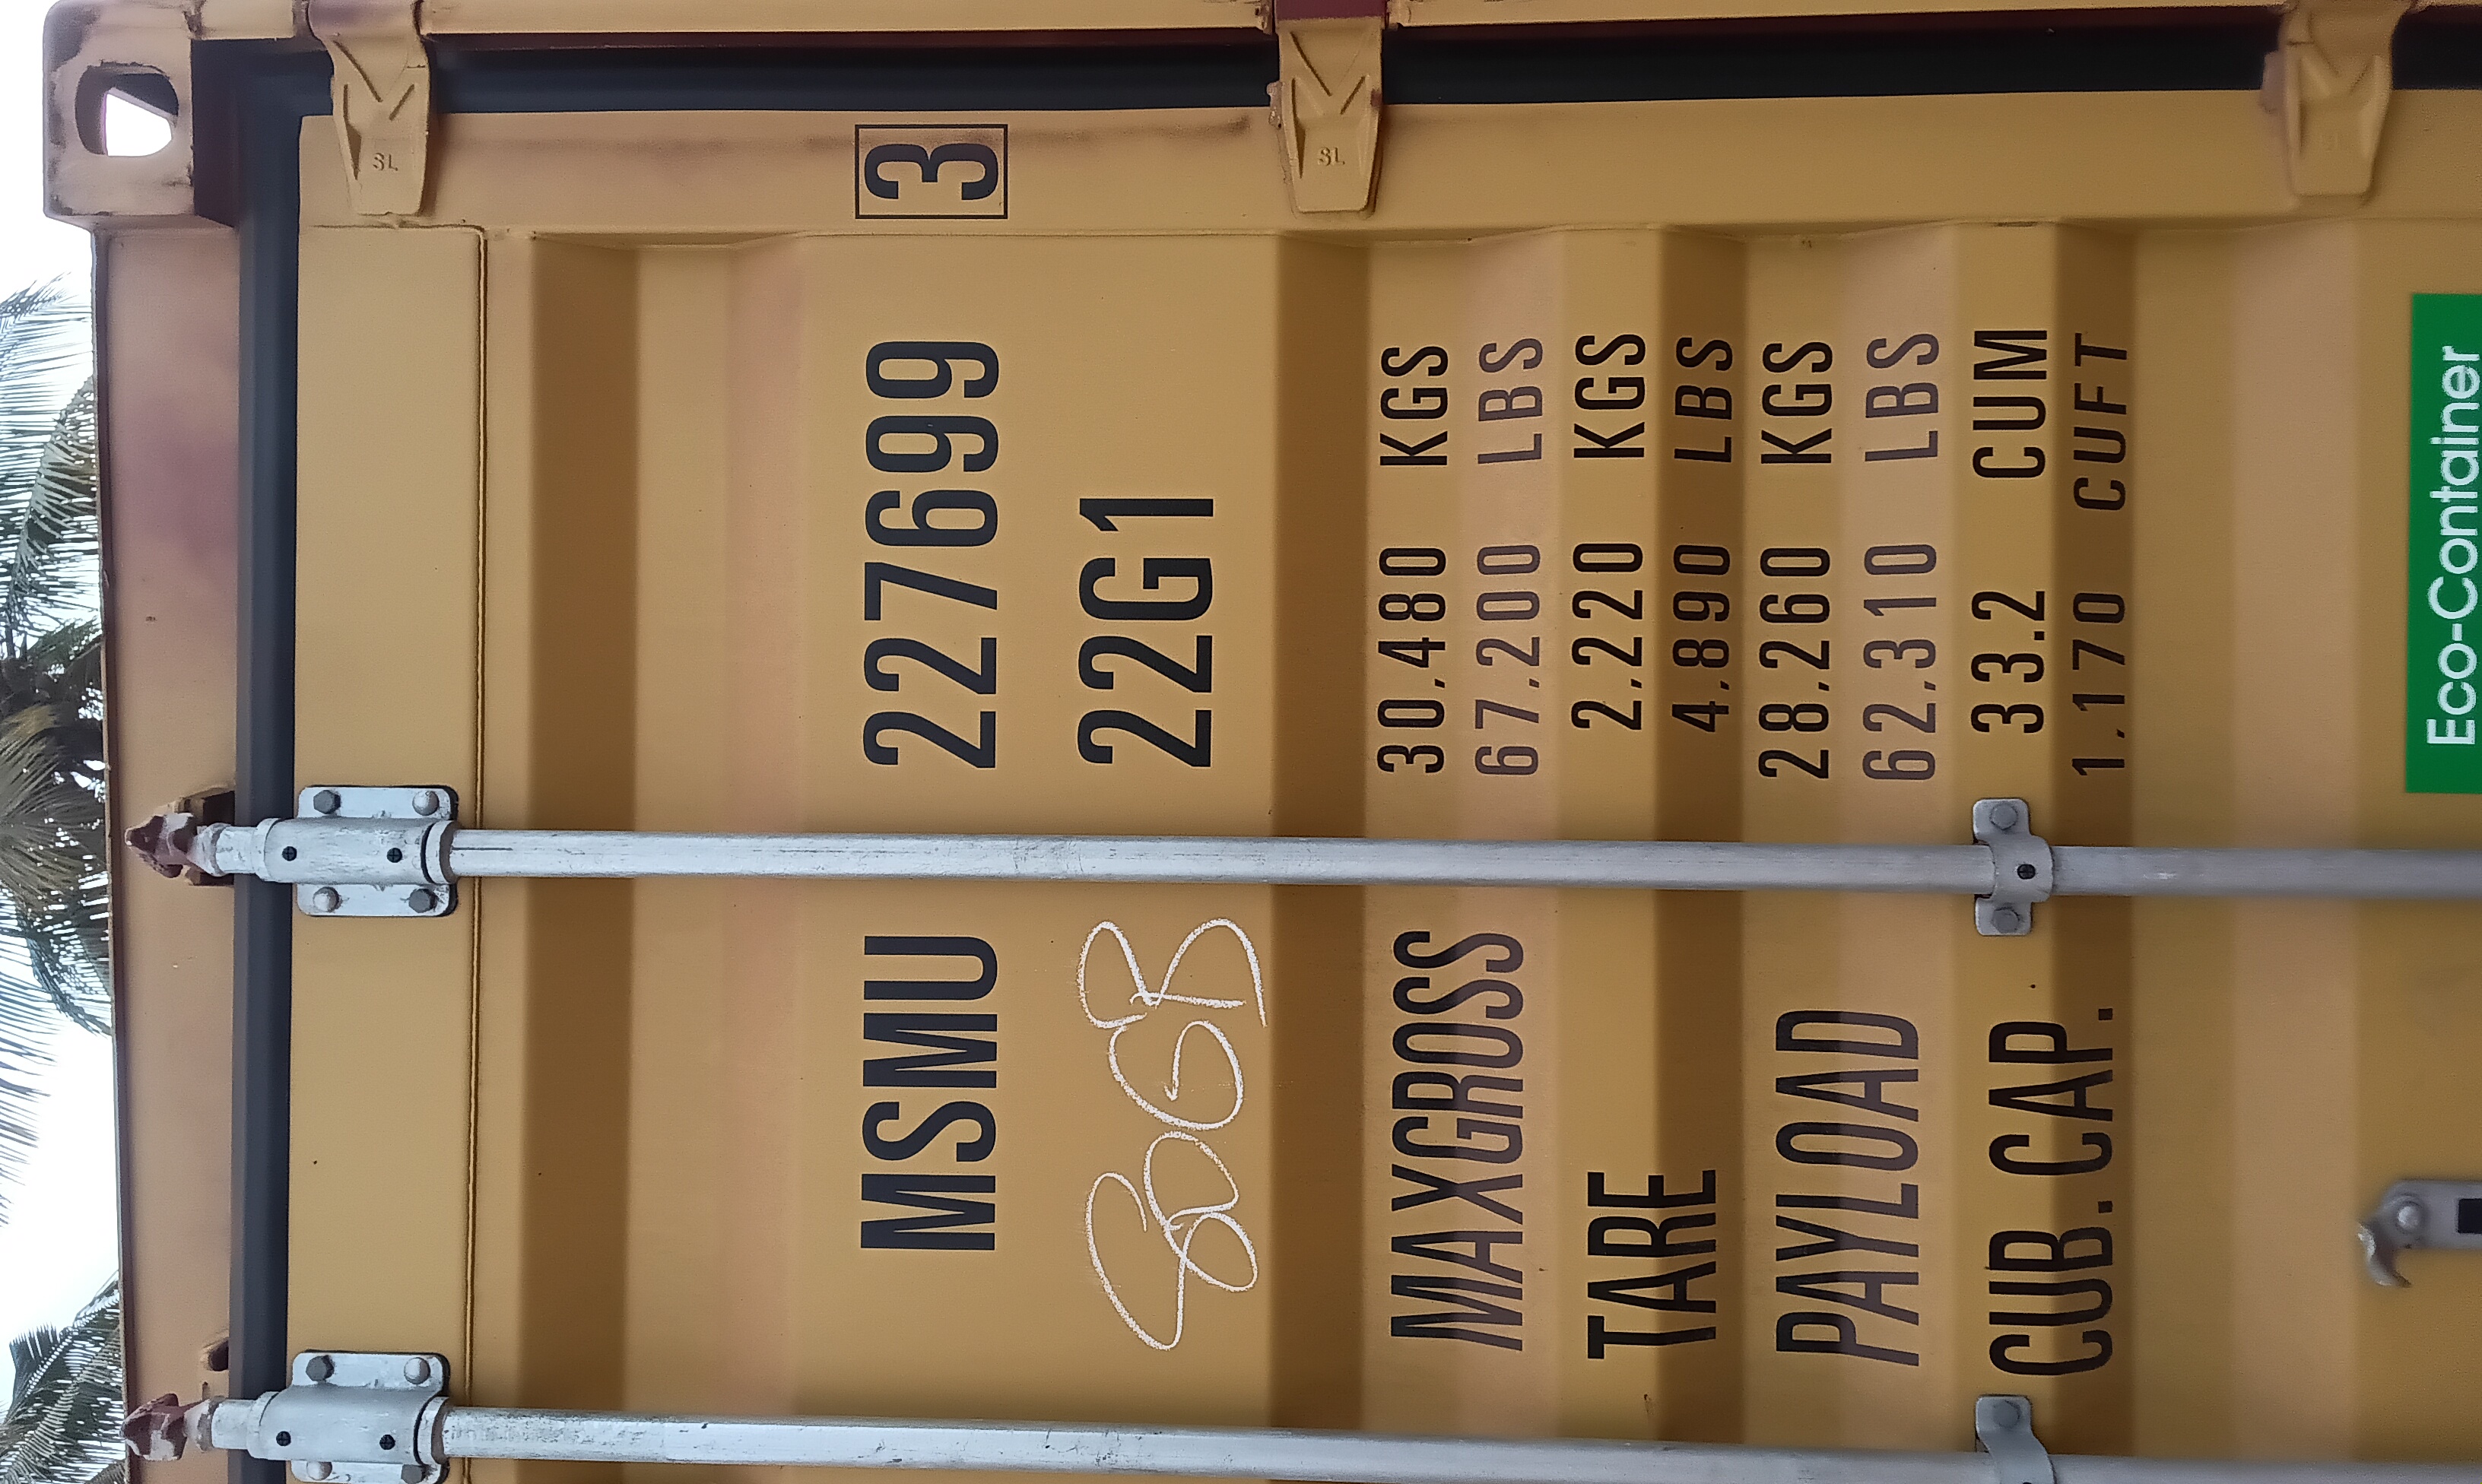 MSMU 227699 3
22G1
MAXGROSS 30,480 KGS
67,200 LBS
TARE 2,220 KGS
4,890 LBS
PAYLOAD 28,260 KGS
62,310 LBS
CUB. CAP. 33.2 CUM
1,170 CUFT
Eco-Container
SL
SL